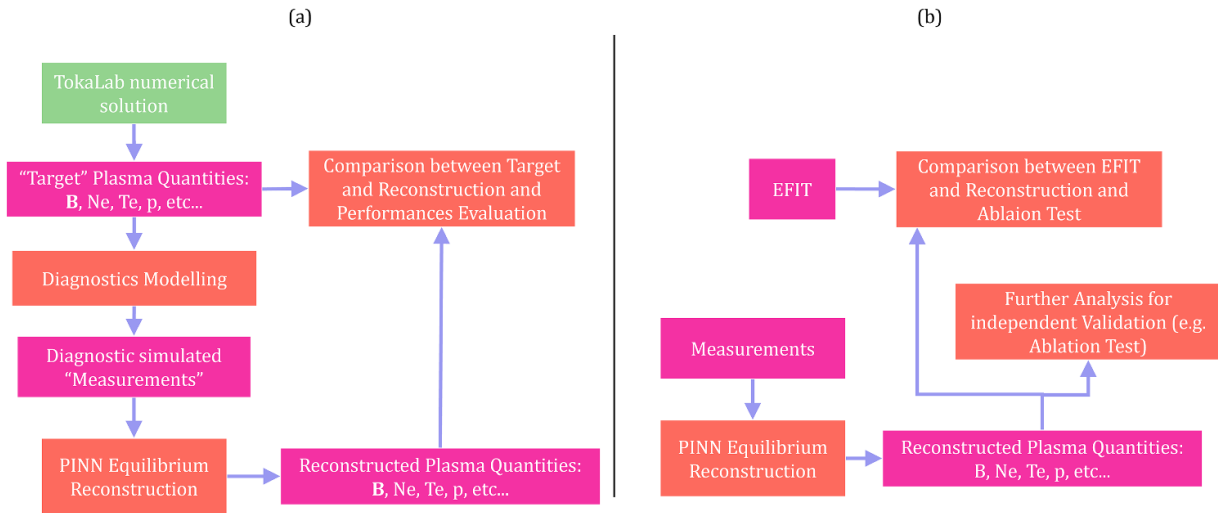 (a)
TokaLab numerical
solution
“Target” Plasma Quantities:
B, Ne, Te, p, etc...
Comparison between Target
and Reconstruction and
Performances Evaluation
Diagnostics Modelling
Diagnostic simulated
“Measurements”
PINN Equilibrium
Reconstruction
Reconstructed Plasma Quantities:
B, Ne, Te, p, etc...
(b)
EFIT
Comparison between EFIT
and Reconstruction and
Ablaion Test
Further Analysis for
independent Validation (e.g.
Ablation Test)
Measurements
PINN Equilibrium
Reconstruction
Reconstructed Plasma Quantities:
B, Ne, Te, p, etc...